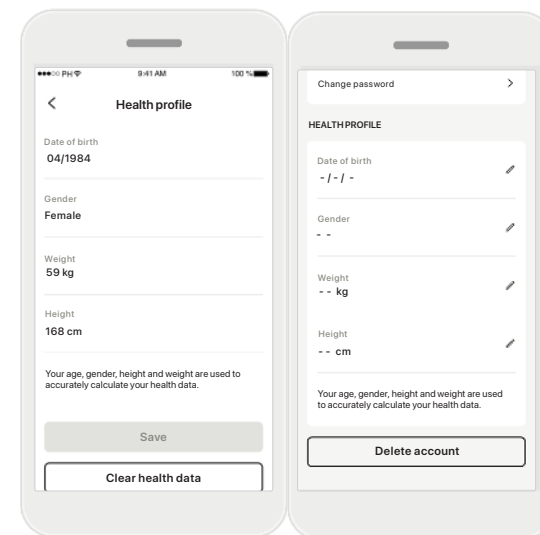 ●●●○○ PH 9:41 AM 100 %
Health profile
Date of birth
04/1984
Gender
Female
Weight
59 kg
Height
168 cm
Your age, gender, height and weight are used to
accurately calculate your health data.
Save
Clear health data
Change password
HEALTH PROFILE
Date of birth
- / - / -
Gender
- -
Weight
- - kg
Height
- - cm
Your age, gender, height and weight are used
to accurately calculate your health data.
Delete account